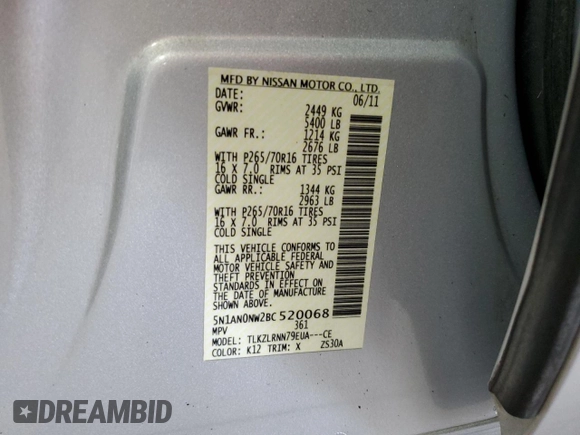 MFD BY NISSAN MOTOR CO., LTD.
DATE: 06/11
GVWR: 2449 KG
5400 LB
GAWR FR.: 1214 KG
2676 LB
WITH P265/70R16 TIRES
16 X 7.0 RIMS AT 35 PSI
COLD SINGLE
GAWR RR.: 1344 KG
2963 LB
WITH P265/70R16 TIRES
16 X 7.0 RIMS AT 35 PSI
COLD SINGLE
THIS VEHICLE CONFORMS TO
ALL APPLICABLE FEDERAL
MOTOR VEHICLE SAFETY AND
THEFT PREVENTION
STANDARDS IN EFFECT ON
THE DATE OF MANUFACTURE
SHOWN ABOVE.
5N1AN0NW2BC520068
MPV 361
MODEL: TLKZLRNN79EUA---CE
COLOR: K12 TRIM: X ZS30A
DREAMBID